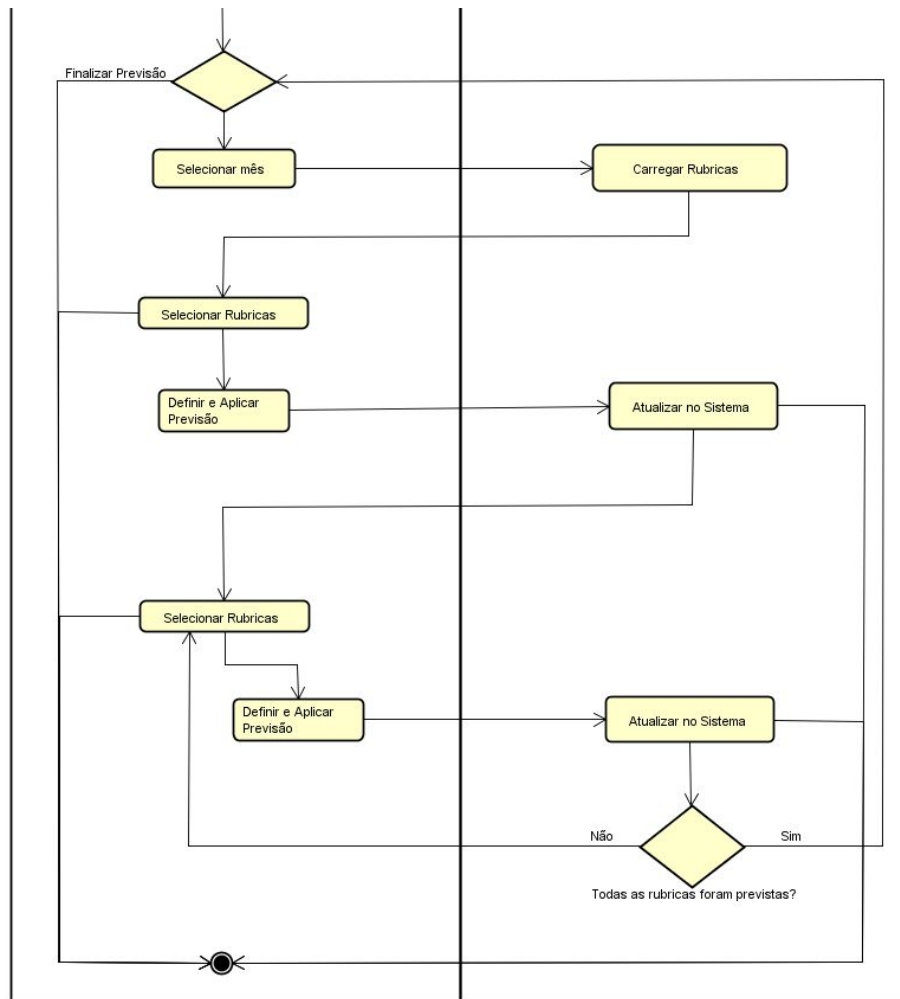 Finalizar Previsão
Selecionar mês
Carregar Rubricas
Selecionar Rubricas
Definir e Aplicar
Previsão
Atualizar no Sistema
Selecionar Rubricas
Definir e Aplicar
Previsão
Atualizar no Sistema
Não
Sim
Todas as rubricas foram previstas?